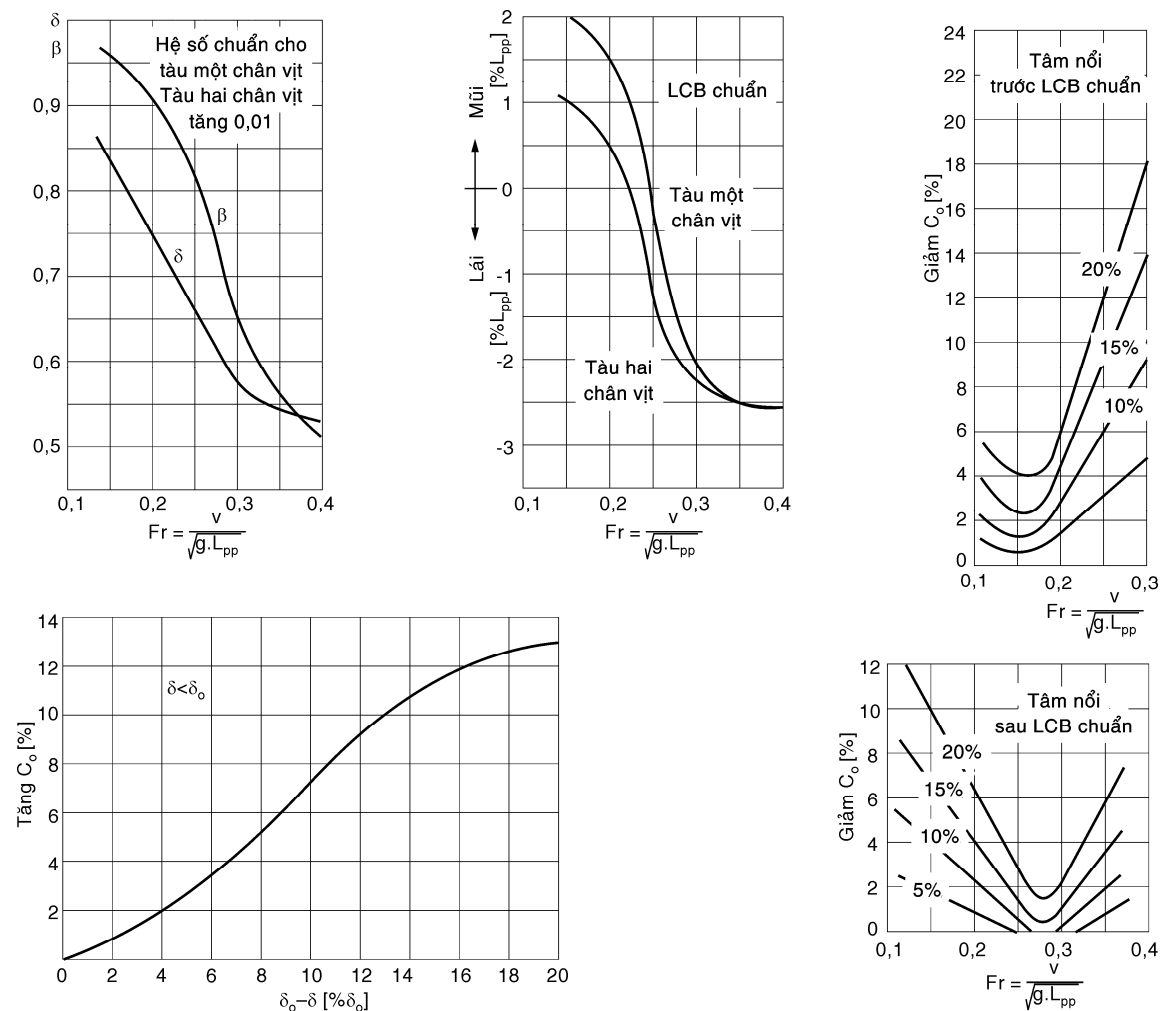 δ
β
0,9
0,8
0,7
0,6
0,5
Hệ số chuẩn cho
tàu một chân vịt
Tàu hai chân vịt
tăng 0,01
β
δ
0,1 0,2 0,3 0,4
Fr = v / √g.Lpp
2
1
0
-1
-2
-3
[%Lpp]
Mũi
Lái
[%Lpp]
LCB chuẩn
Tàu một
chân vịt
Tàu hai
chân vịt
0,1 0,2 0,3 0,4
Fr = v / √g.Lpp
24
22
20
18
16
14
12
10
8
6
4
2
0
Giảm Co [%]
Tâm nổi
trước LCB chuẩn
20%
15%
10%
0,1 0,2 0,3
Fr = v / √g.Lpp
14
12
10
8
6
4
2
Tăng Co [%]
δ<δo
0 2 4 6 8 10 12 14 16 18 20
δo–δ [%δo]
12
10
8
6
4
2
0
Giảm Co [%]
Tâm nổi
sau LCB chuẩn
20%
15%
10%
5%
0,1 0,2 0,3 0,4
Fr = v / √g.Lpp